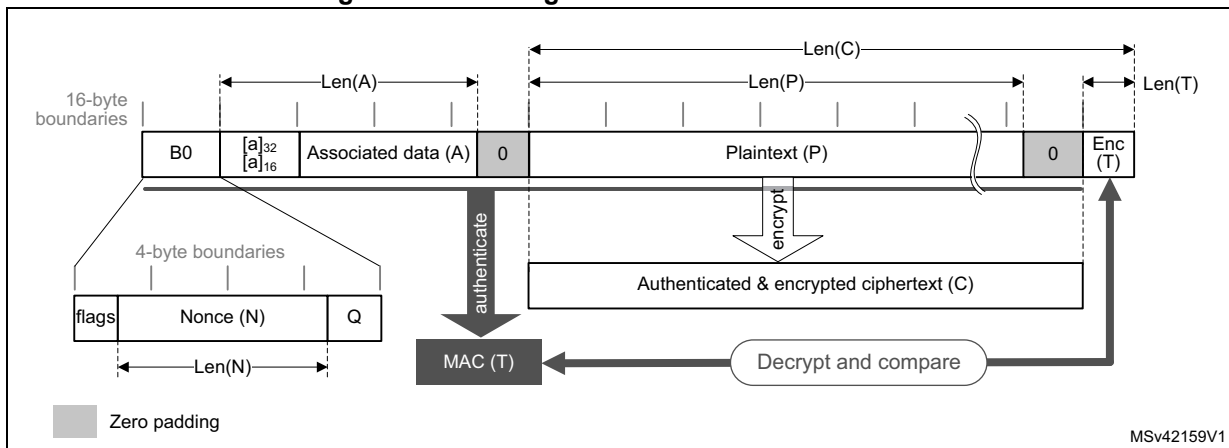 Len(C)
Len(A)
Len(P)
Len(T)
16-byte
boundaries
B0
[a]32
[a]16
Associated data (A)
0
Plaintext (P)
0
Enc
(T)
authenticate
encrypt
4-byte boundaries
Authenticated & encrypted ciphertext (C)
flags
Nonce (N)
Q
Len(N)
MAC (T)
Decrypt and compare
Zero padding
MSv42159V1